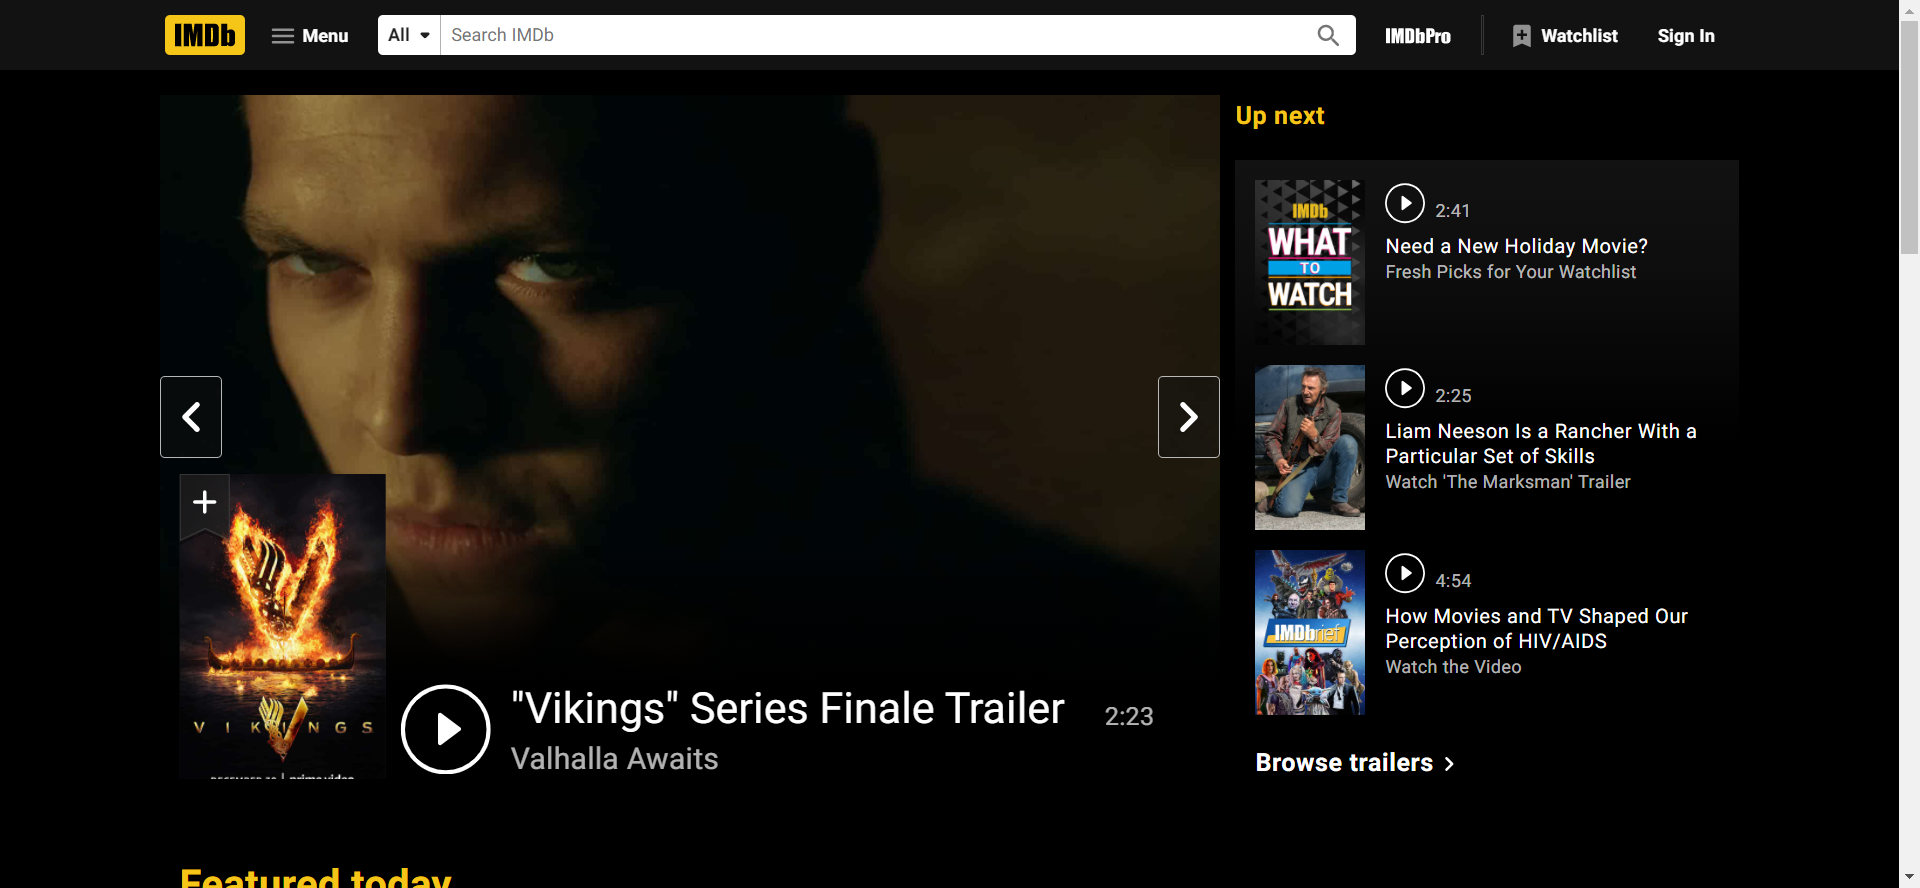 IMDb
Menu
All
Search IMDb
IMDbPro
Watchlist
Sign In
Up next
IMDb
WHAT
TO
WATCH
2:41
Need a New Holiday Movie?
Fresh Picks for Your Watchlist
2:25
Liam Neeson Is a Rancher With a
Particular Set of Skills
Watch 'The Marksman' Trailer
IMDbrief
4:54
How Movies and TV Shaped Our
Perception of HIV/AIDS
Watch the Video
Browse trailers
VIKINGS
"Vikings" Series Finale Trailer
2:23
Valhalla Awaits
Featured today